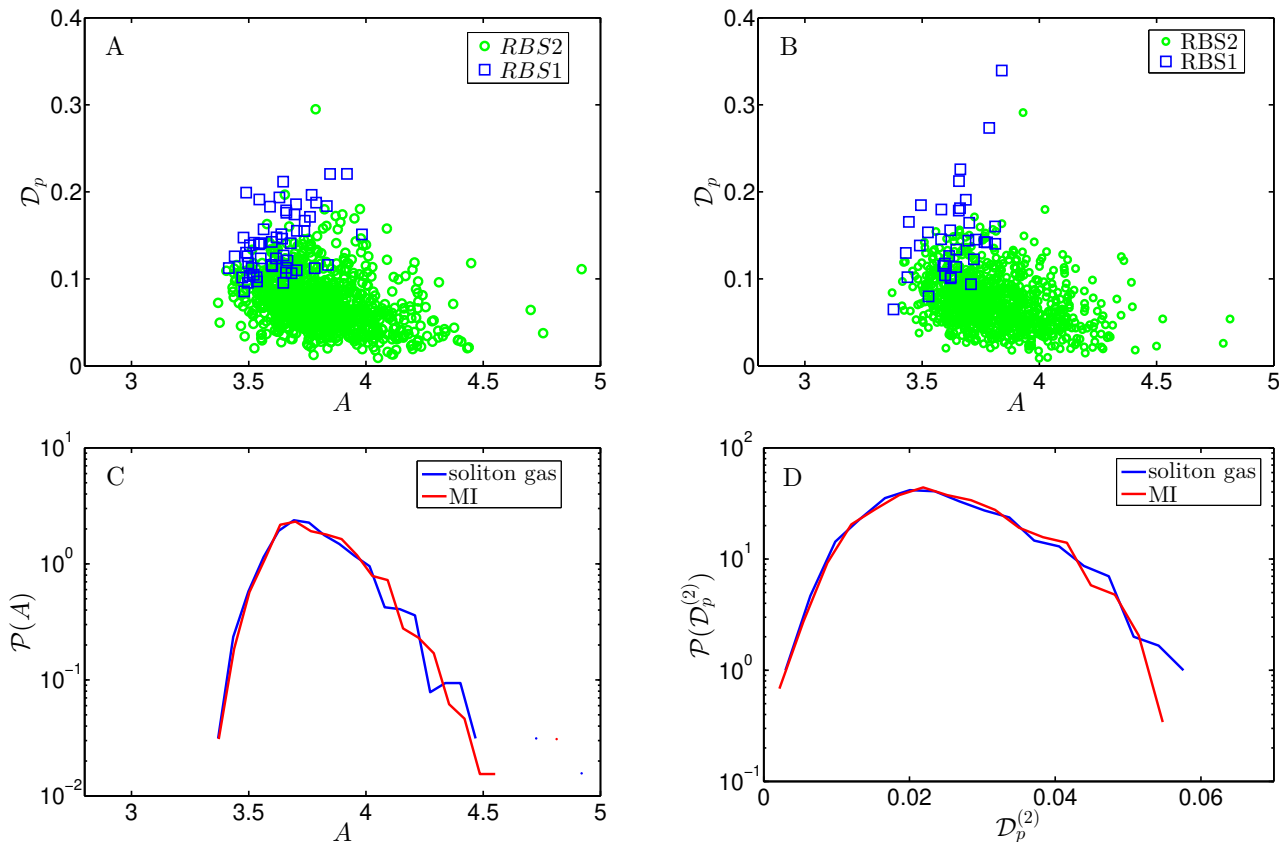 A
RBS2
RBS1
0.4
0.3
0.2
0.1
0
𝒟p
3
3.5
4
4.5
5
A
B
RBS2
RBS1
0.4
0.3
0.2
0.1
0
𝒟p
3
3.5
4
4.5
5
A
C
soliton gas
MI
10^1
10^0
10^−1
10^−2
𝒫(A)
3
3.5
4
4.5
5
A
D
soliton gas
MI
10^2
10^1
10^0
10^−1
𝒫(𝒟p^(2))
0
0.02
0.04
0.06
𝒟p^(2)